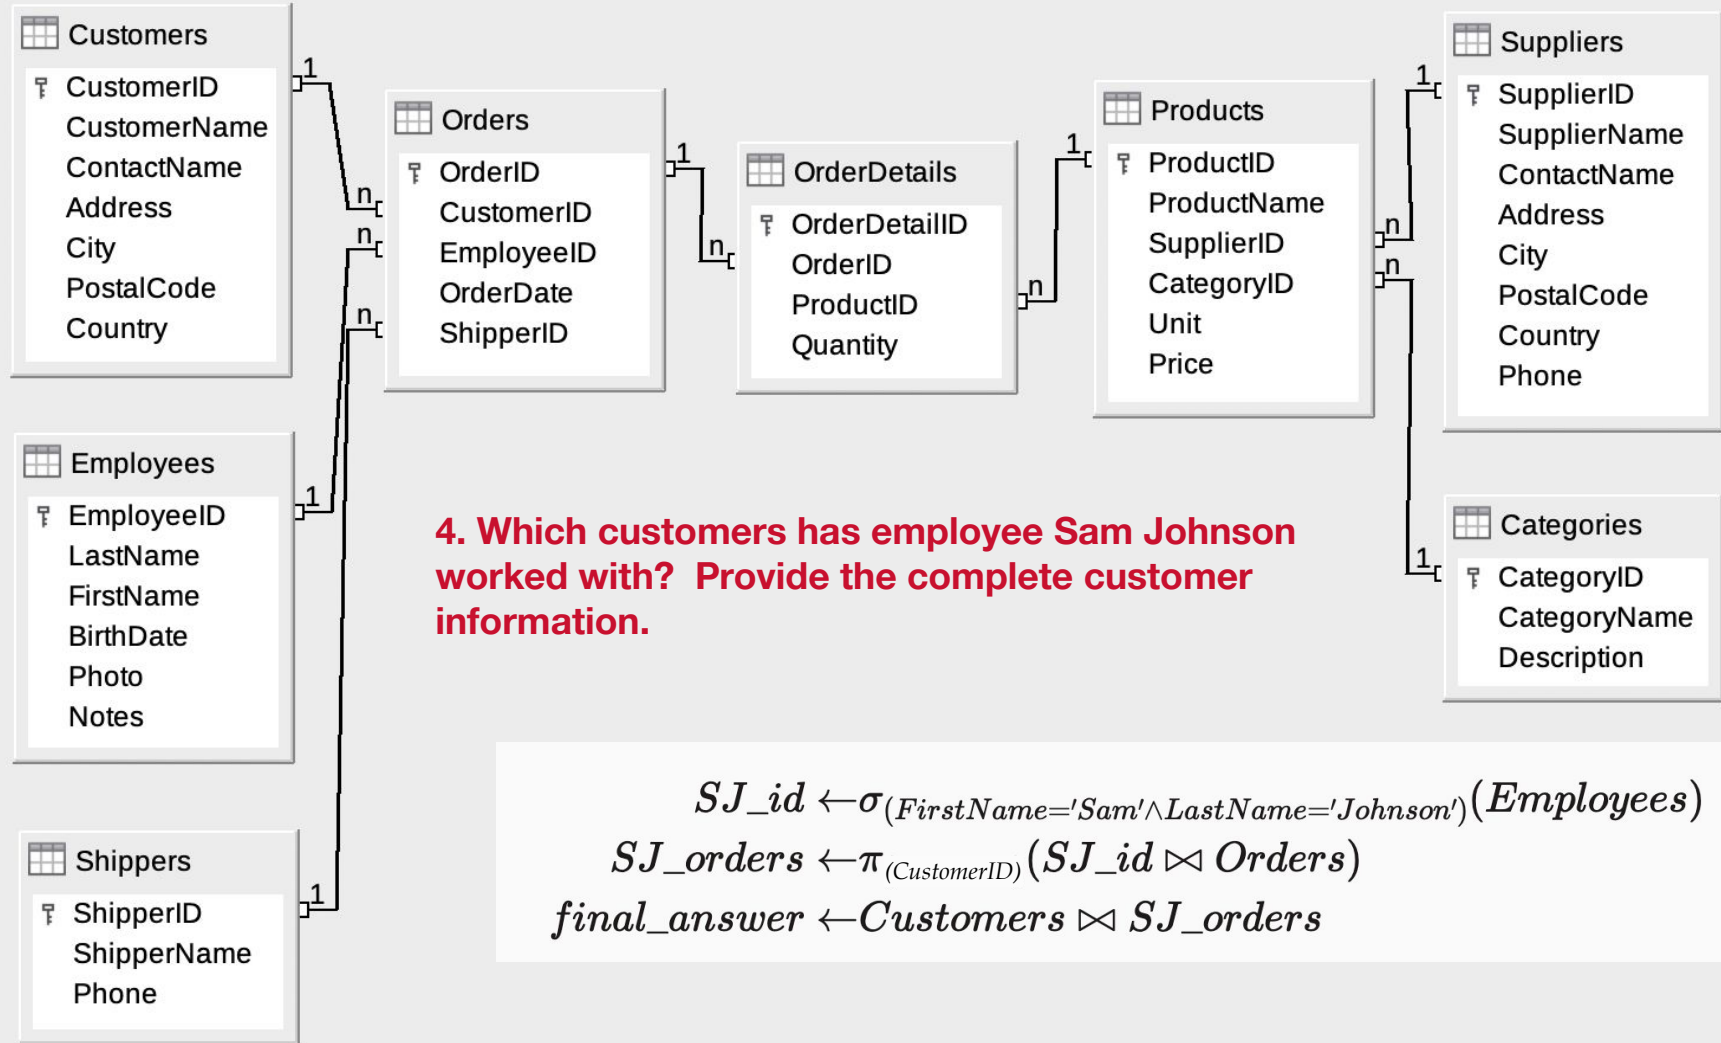 Customers
CustomerID
CustomerName
ContactName
Address
City
PostalCode
Country
1
n
Employees
EmployeeID
LastName
FirstName
BirthDate
Photo
Notes
1
n
Shippers
ShipperID
ShipperName
Phone
1
n
Orders
OrderID
CustomerID
EmployeeID
OrderDate
ShipperID
1
n
OrderDetails
OrderDetailID
OrderID
ProductID
Quantity
n
1
Products
ProductID
ProductName
SupplierID
CategoryID
Unit
Price
n
1
n
1
Suppliers
SupplierID
SupplierName
ContactName
Address
City
PostalCode
Country
Phone
Categories
CategoryID
CategoryName
Description
4. Which customers has employee Sam Johnson
worked with? Provide the complete customer
information.
SJ_id ←σ(FirstName='Sam'∧LastName='Johnson')(Employees)
SJ_orders ←π(CustomerID)(SJ_id ⋈ Orders)
final_answer ←Customers ⋈ SJ_orders